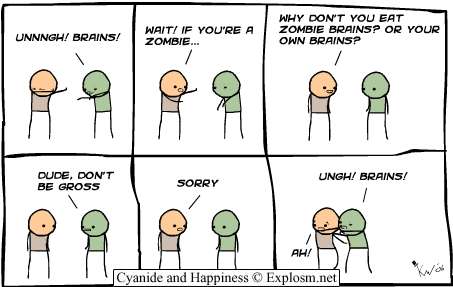 UNNNGH! BRAINS!
WAIT! IF YOU'RE A
ZOMBIE...
WHY DON'T YOU EAT
ZOMBIE BRAINS? OR YOUR
OWN BRAINS?
DUDE, DON'T
BE GROSS
SORRY
UNGH! BRAINS!
AH!
Cyanide and Happiness © Explosm.net